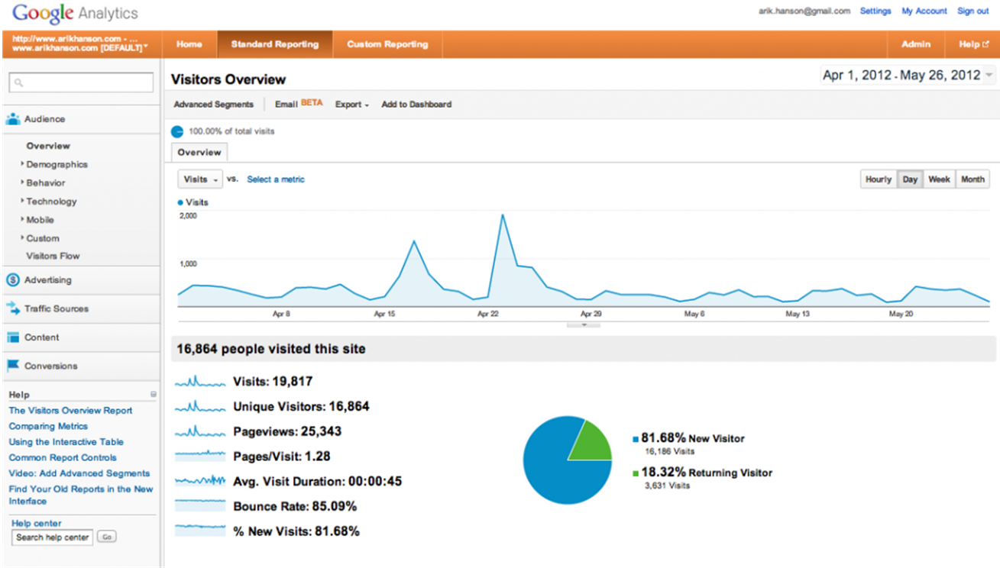 Google Analytics
arik.hanson@gmail.com Settings My Account Sign out
http://www.arikhanson.com - ...
www.arikhanson.com [DEFAULT]
Home Standard Reporting Custom Reporting Admin Help
Visitors Overview
Apr 1, 2012 - May 26, 2012
Advanced Segments Email BETA Export Add to Dashboard
Audience
Overview
Demographics
Behavior
Technology
Mobile
Custom
Visitors Flow
Advertising
Traffic Sources
Content
Conversions
Help
The Visitors Overview Report
Comparing Metrics
Using the Interactive Table
Common Report Controls
Video: Add Advanced Segments
Find Your Old Reports in the New
Interface
Help center
Search help center Go
100.00% of total visits
Overview
Visits vs. Select a metric
Hourly Day Week Month
Visits
2,000
1,000
Apr 8 Apr 15 Apr 22 Apr 29 May 6 May 13 May 20
16,864 people visited this site
Visits: 19,817
Unique Visitors: 16,864
Pageviews: 25,343
Pages/Visit: 1.28
Avg. Visit Duration: 00:00:45
Bounce Rate: 85.09%
% New Visits: 81.68%
81.68% New Visitor
16,186 Visits
18.32% Returning Visitor
3,631 Visits